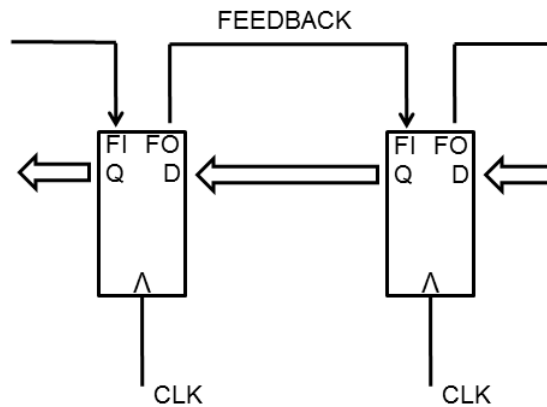 FEEDBACK
FI FO FI FO
Q D Q D
Λ Λ
CLK CLK